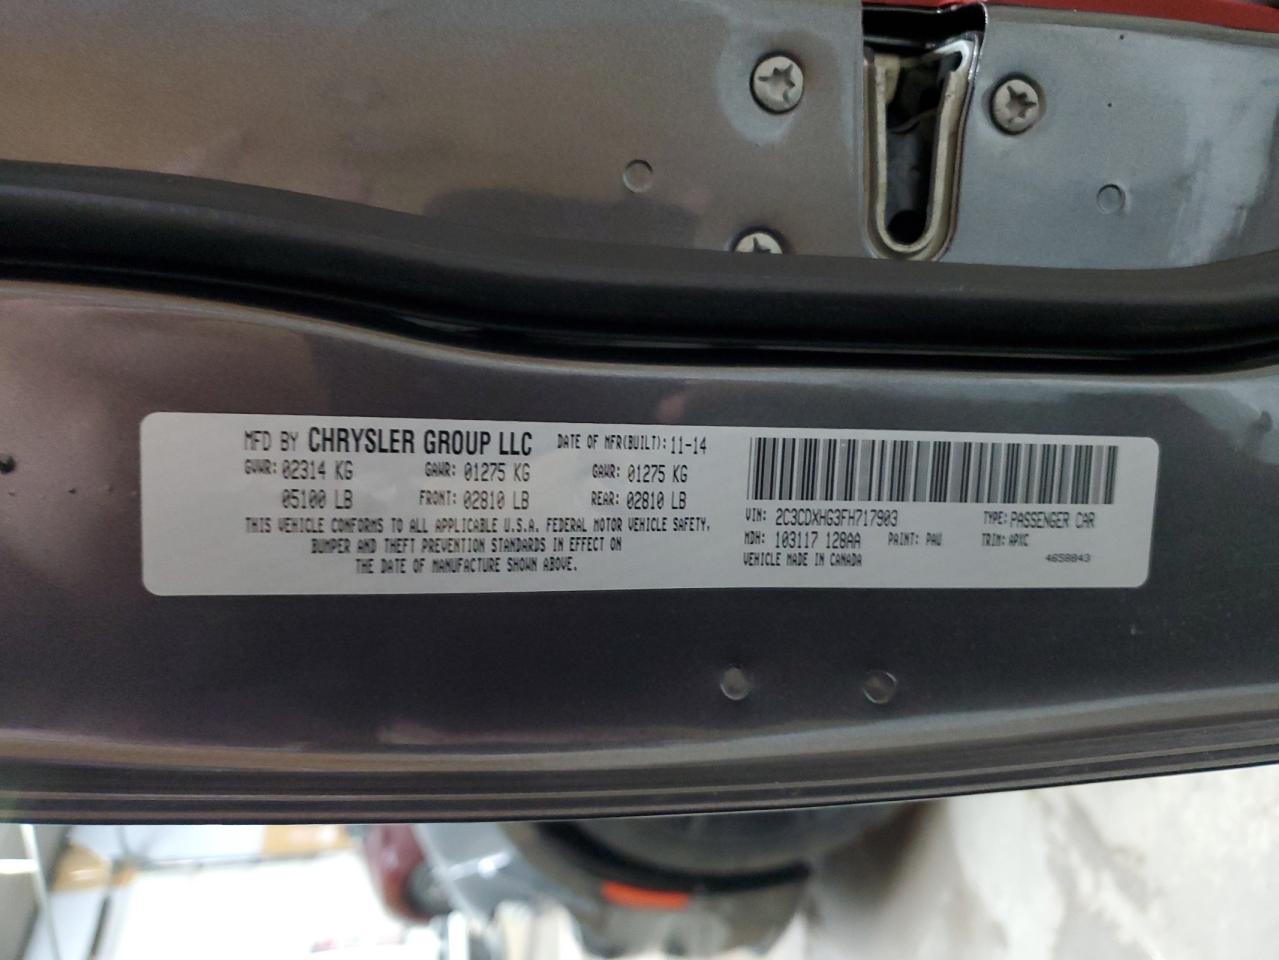 MFD BY CHRYSLER GROUP LLC DATE OF MFR(BUILT): 11-14
GVWR: 02314 KG GAWR: 01275 KG GAWR: 01275 KG
05100 LB FRONT: 02810 LB REAR: 02810 LB
THIS VEHICLE CONFORMS TO ALL APPLICABLE U.S.A. FEDERAL MOTOR VEHICLE SAFETY,
BUMPER AND THEFT PREVENTION STANDARDS IN EFFECT ON
THE DATE OF MANUFACTURE SHOWN ABOVE.
VIN: 2C3CDXHG3FH717903 TYPE: PASSENGER CAR
MDH: 103117 128AA PAINT: PAU TRIM: APXC
VEHICLE MADE IN CANADA 4658843